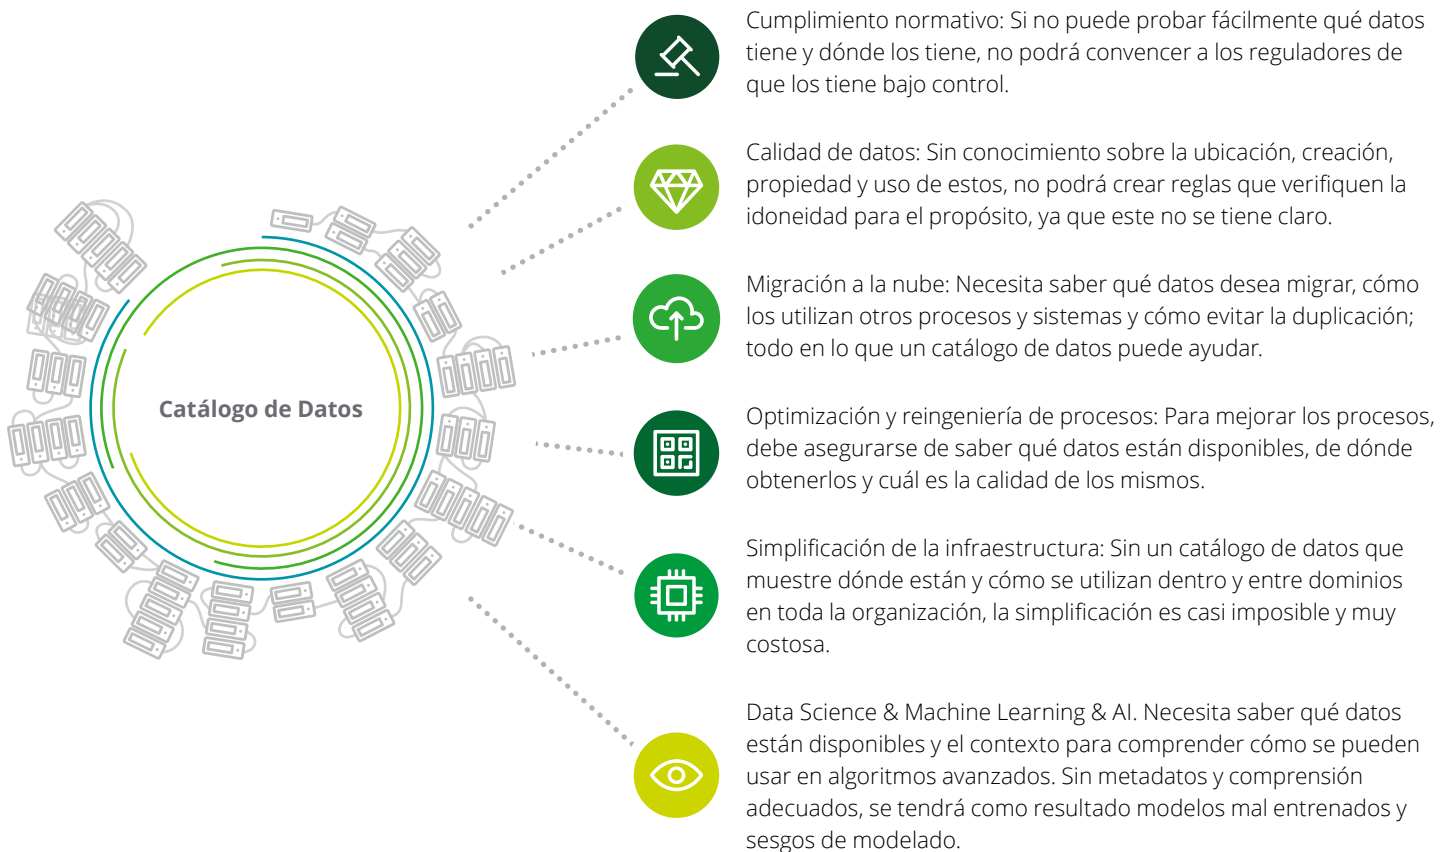 Cumplimiento normativo: Si no puede probar fácilmente qué datos
tiene y dónde los tiene, no podrá convencer a los reguladores de
que los tiene bajo control.
Calidad de datos: Sin conocimiento sobre la ubicación, creación,
propiedad y uso de estos, no podrá crear reglas que verifiquen la
idoneidad para el propósito, ya que este no se tiene claro.
Migración a la nube: Necesita saber qué datos desea migrar, cómo
los utilizan otros procesos y sistemas y cómo evitar la duplicación;
todo en lo que un catálogo de datos puede ayudar.
Catálogo de Datos
Optimización y reingeniería de procesos: Para mejorar los procesos,
debe asegurarse de saber qué datos están disponibles, de dónde
obtenerlos y cuál es la calidad de los mismos.
Simplificación de la infraestructura: Sin un catálogo de datos que
muestre dónde están y cómo se utilizan dentro y entre dominios
en toda la organización, la simplificación es casi imposible y muy
costosa.
Data Science & Machine Learning & AI. Necesita saber qué datos
están disponibles y el contexto para comprender cómo se pueden
usar en algoritmos avanzados. Sin metadatos y comprensión
adecuados, se tendrá como resultado modelos mal entrenados y
sesgos de modelado.